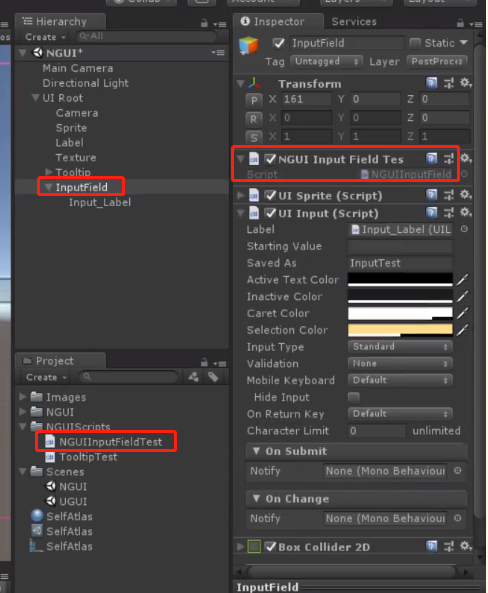 Collab
Account
Layers
Layout
Hierarchy
Create
All
NGUI*
Main Camera
Directional Light
UI Root
Camera
Sprite
Label
Texture
Tooltip
InputField
Input_Label
Project
Create
Images
NGUI
NGUIScripts
NGUIInputFieldTest
TooltipTest
Scenes
NGUI
UGUI
SelfAtlas
SelfAtlas
SelfAtlas
Inspector Services
InputField Static
Tag Untagged Layer PostProce
Transform
P X 161 Y 0 Z 0
R X 0 Y 0 Z 0
S X 1 Y 1 Z 1
NGUI Input Field Tes
Script NGUIInputField
UI Sprite (Script)
UI Input (Script)
Label Input_Label (UIL
Starting Value
Saved As InputTest
Active Text Color
Inactive Color
Caret Color
Selection Color
Input Type Standard
Validation None
Mobile Keyboard Default
Hide Input
On Return Key Default
Character Limit 0 unlimited
On Submit
Notify None (Mono Behaviour
On Change
Notify None (Mono Behaviour
Box Collider 2D
InputField